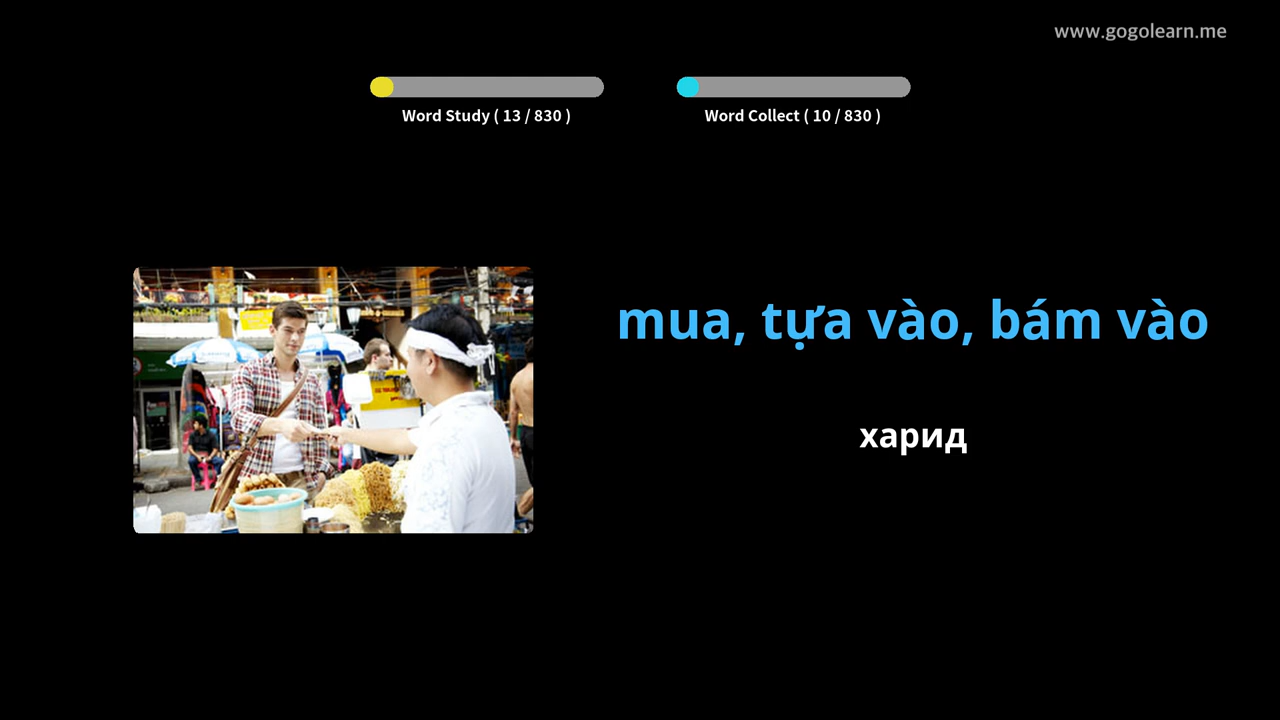 www.gogolearn.me
Word Study ( 13 / 830 )
Word Collect ( 10 / 830 )
mua, tựa vào, bám vào
харид